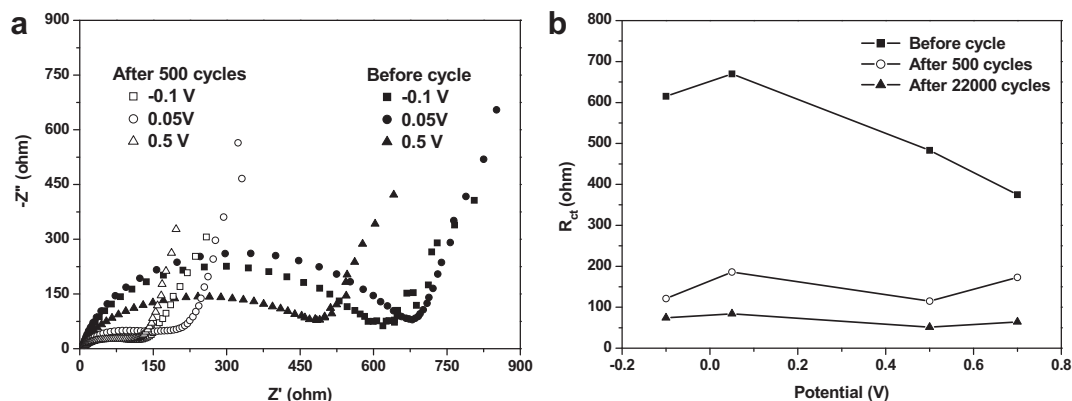 a
900
750
600
450
300
150
0
-Z" (ohm)
0 150 300 450 600 750 900
Z' (ohm)
After 500 cycles
-0.1 V
0.05V
0.5 V
Before cycle
-0.1 V
0.05V
0.5 V
b
800
700
600
500
400
300
200
100
0
Rct (ohm)
-0.2 0.0 0.2 0.4 0.6 0.8
Potential (V)
Before cycle
After 500 cycles
After 22000 cycles